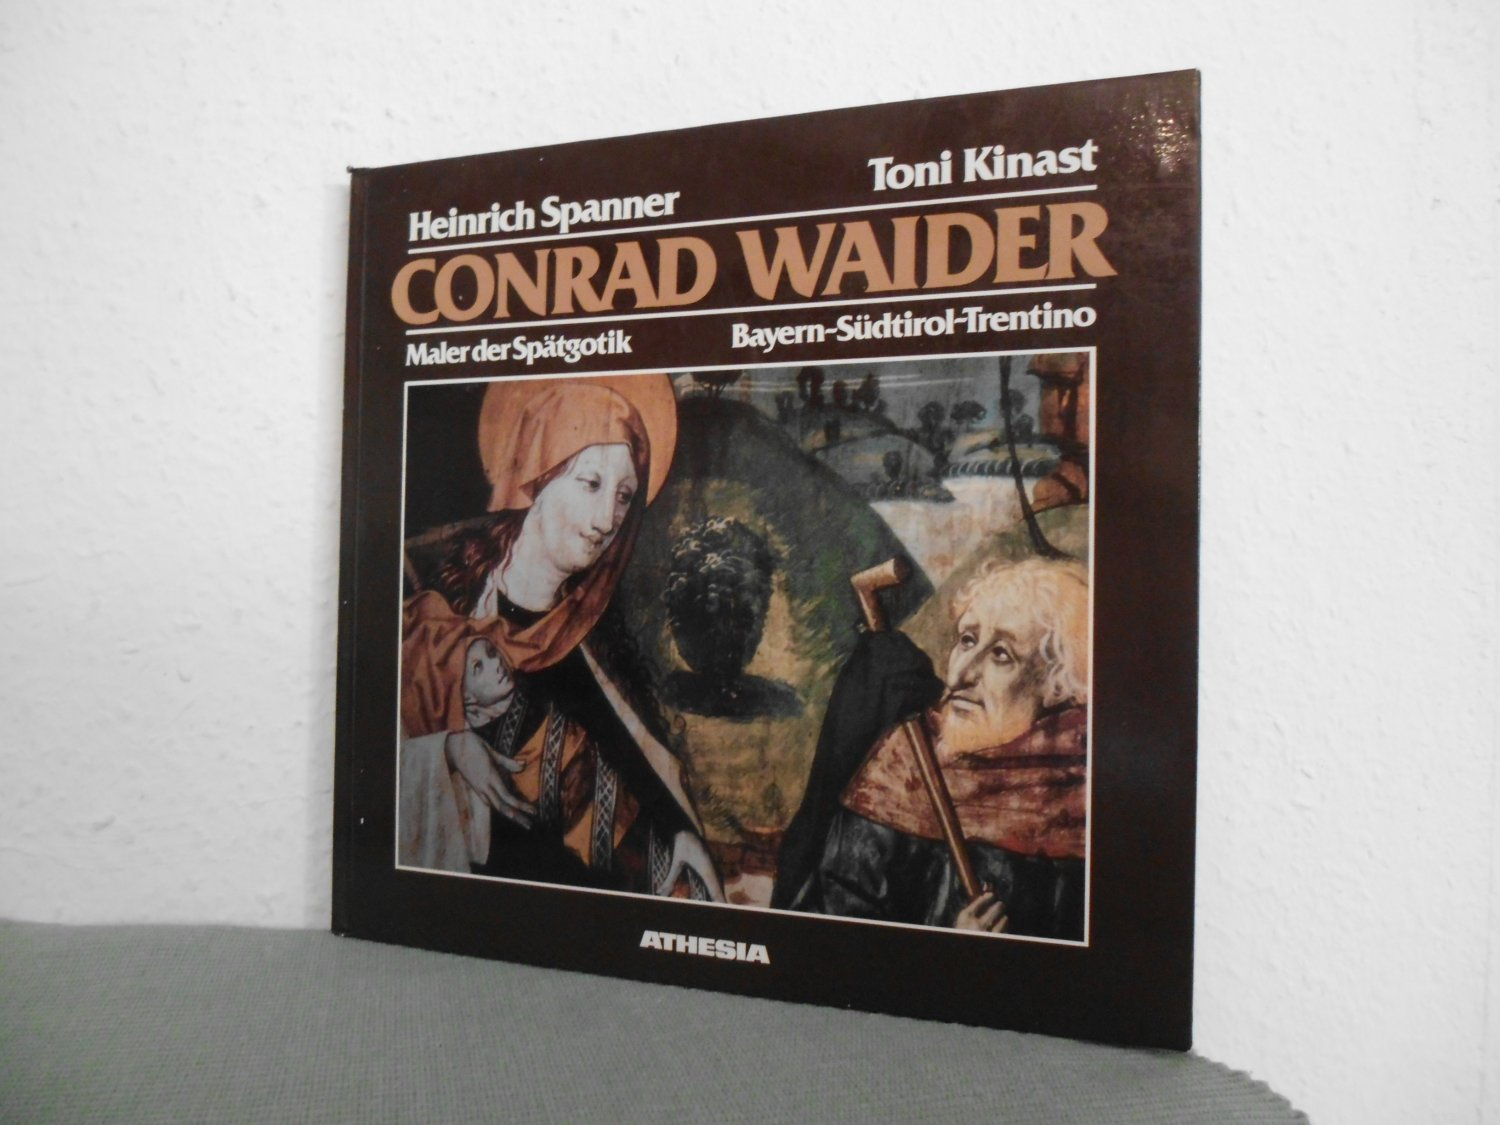 Heinrich Spanner Toni Kinast
CONRAD WAIDER
Maler der Spätgotik Bayern-Südtirol-Trentino
ATHESIA